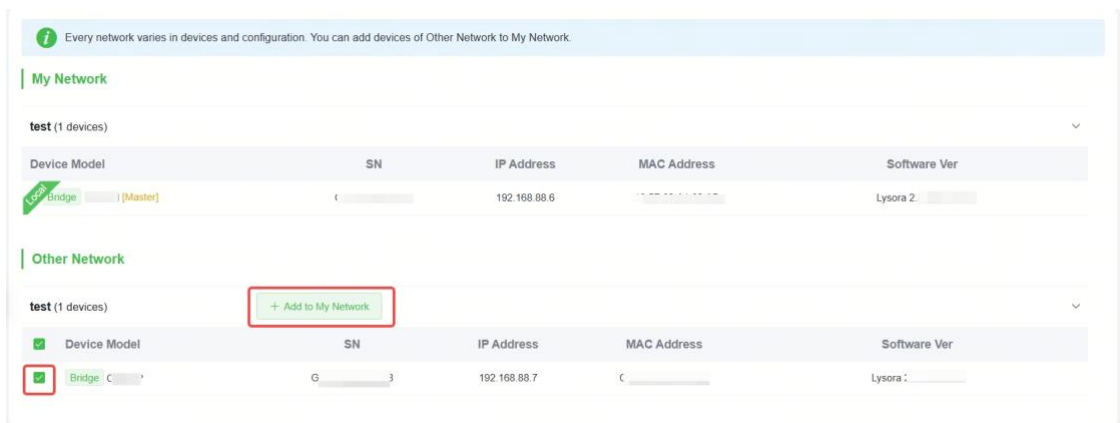 Every network varies in devices and configuration. You can add devices of Other Network to My Network.
My Network
test (1 devices)
Device Model SN IP Address MAC Address Software Ver
Local Bridge [Master] 192.168.88.6 Lysora 2.
Other Network
test (1 devices) + Add to My Network
Device Model SN IP Address MAC Address Software Ver
Bridge 192.168.88.7 Lysora